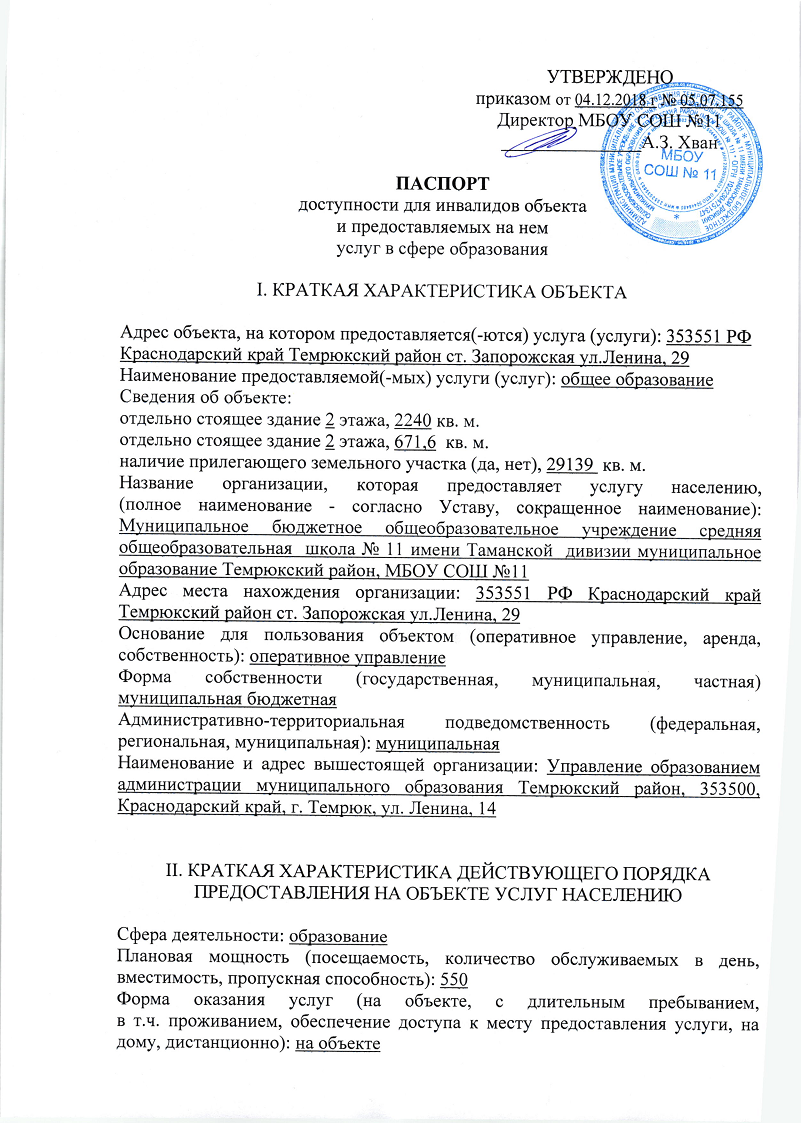 УТВЕРЖДЕНО
приказом от 04.12.2018 г № 05.07.155
Директор МБОУ СОШ №11
А.З. Хван
МБОУ
СОШ № 11
ПАСПОРТ
доступности для инвалидов объекта
и предоставляемых на нем
услуг в сфере образования
I. КРАТКАЯ ХАРАКТЕРИСТИКА ОБЪЕКТА
Адрес объекта, на котором предоставляется(-ются) услуга (услуги): 353551 РФ
Краснодарский край Темрюкский район ст. Запорожская ул.Ленина, 29
Наименование предоставляемой(-мых) услуги (услуг): общее образование
Сведения об объекте:
отдельно стоящее здание 2 этажа, 2240 кв. м.
отдельно стоящее здание 2 этажа, 671,6 кв. м.
наличие прилегающего земельного участка (да, нет), 29139 кв. м.
Название организации, которая предоставляет услугу населению,
(полное наименование - согласно Уставу, сокращенное наименование):
Муниципальное бюджетное общеобразовательное учреждение средняя
общеобразовательная школа № 11 имени Таманской дивизии муниципальное
образование Темрюкский район, МБОУ СОШ №11
Адрес места нахождения организации: 353551 РФ Краснодарский край
Темрюкский район ст. Запорожская ул.Ленина, 29
Основание для пользования объектом (оперативное управление, аренда,
собственность): оперативное управление
Форма собственности (государственная, муниципальная, частная)
муниципальная бюджетная
Административно-территориальная подведомственность (федеральная,
региональная, муниципальная): муниципальная
Наименование и адрес вышестоящей организации: Управление образованием
администрации муниципального образования Темрюкский район, 353500,
Краснодарский край, г. Темрюк, ул. Ленина, 14
II. КРАТКАЯ ХАРАКТЕРИСТИКА ДЕЙСТВУЮЩЕГО ПОРЯДКА
ПРЕДОСТАВЛЕНИЯ НА ОБЪЕКТЕ УСЛУГ НАСЕЛЕНИЮ
Сфера деятельности: образование
Плановая мощность (посещаемость, количество обслуживаемых в день,
вместимость, пропускная способность): 550
Форма оказания услуг (на объекте, с длительным пребыванием,
в т.ч. проживанием, обеспечение доступа к месту предоставления услуги, на
дому, дистанционно): на объекте